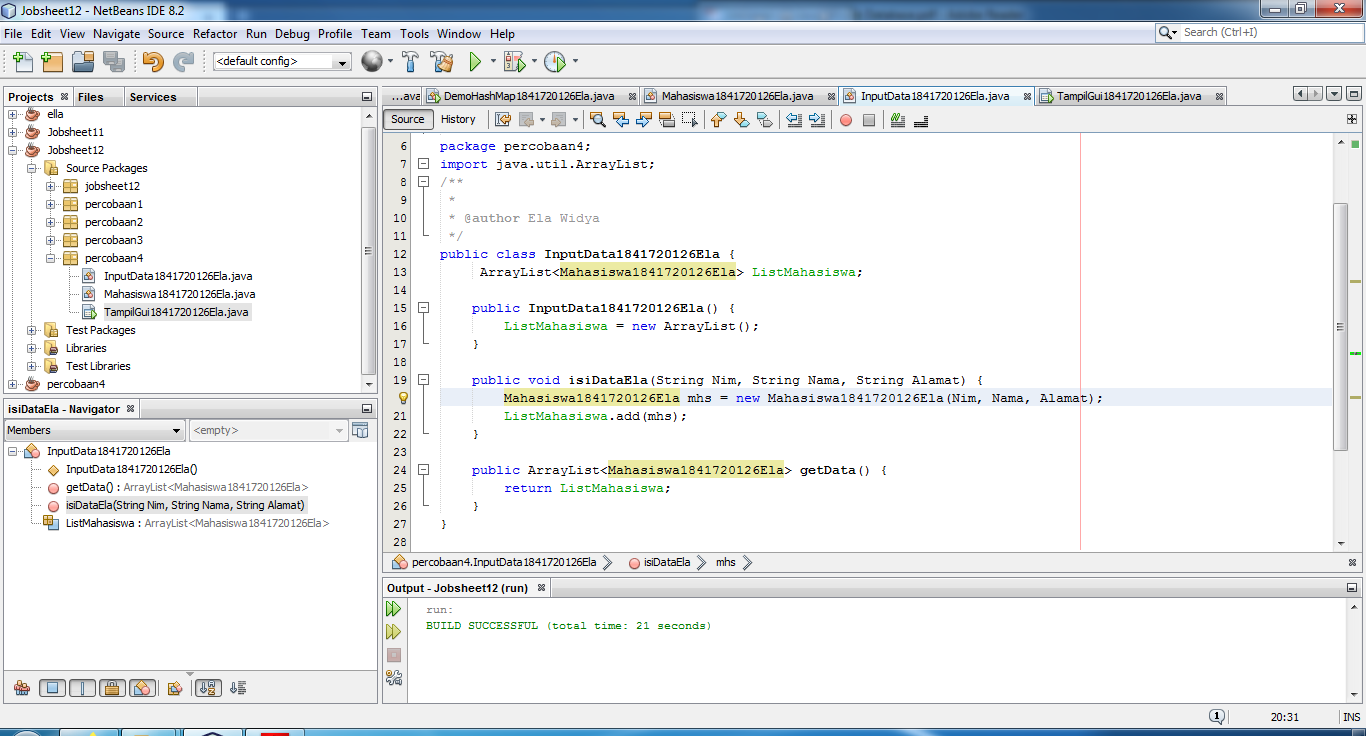 Jobsheet12 - NetBeans IDE 8.2
File Edit View Navigate Source Refactor Run Debug Profile Team Tools Window Help
Search (Ctrl+I)
<default config>
Projects Files Services
ella
Jobsheet11
Jobsheet12
Source Packages
jobsheet12
percobaan1
percobaan2
percobaan3
percobaan4
InputData1841720126Ela.java
Mahasiswa1841720126Ela.java
TampilGui1841720126Ela.java
Test Packages
Libraries
Test Libraries
percobaan4
isiDataEla - Navigator
Members <empty>
InputData1841720126Ela
InputData1841720126Ela()
getData() : ArrayList<Mahasiswa1841720126Ela>
isiDataEla(String Nim, String Nama, String Alamat)
ListMahasiswa : ArrayList<Mahasiswa1841720126Ela>
...ava DemoHashMap1841720126Ela.java Mahasiswa1841720126Ela.java InputData1841720126Ela.java TampilGui1841720126Ela.java
Source History
6 package percobaan4;
7 import java.util.ArrayList;
8 /**
9 *
10 * @author Ela Widya
11 */
12 public class InputData1841720126Ela {
13 ArrayList<Mahasiswa1841720126Ela> ListMahasiswa;
14
15 public InputData1841720126Ela() {
16 ListMahasiswa = new ArrayList();
17 }
18
19 public void isiDataEla(String Nim, String Nama, String Alamat) {
Mahasiswa1841720126Ela mhs = new Mahasiswa1841720126Ela(Nim, Nama, Alamat);
21 ListMahasiswa.add(mhs);
22 }
23
24 public ArrayList<Mahasiswa1841720126Ela> getData() {
25 return ListMahasiswa;
26 }
27 }
28
percobaan4.InputData1841720126Ela isiDataEla mhs
Output - Jobsheet12 (run)
run:
BUILD SUCCESSFUL (total time: 21 seconds)
1 20:31 INS